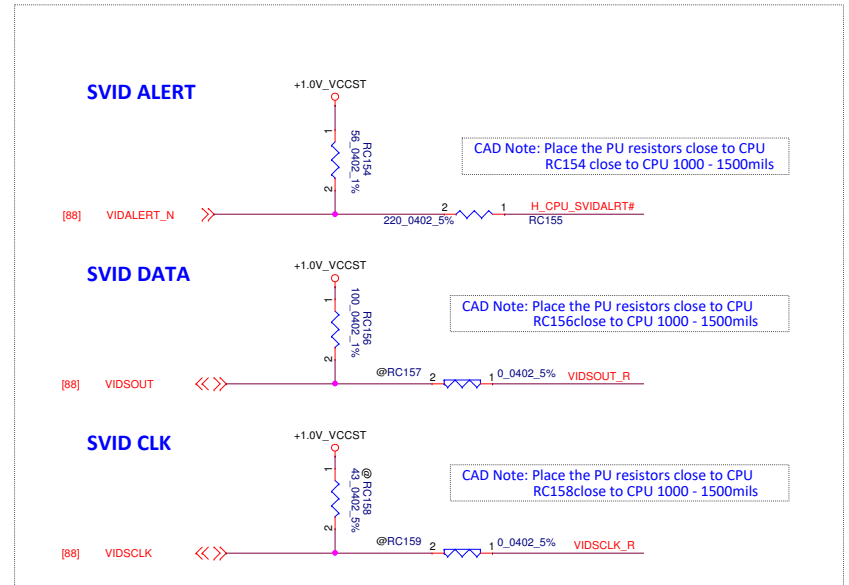 SVID ALERT
+1.0V_VCCST
1
RC154
56_0402_1%
2
CAD Note: Place the PU resistors close to CPU
RC154 close to CPU 1000 - 1500mils
[88] VIDALERT_N
220_0402_5%
2
1
RC155
H_CPU_SVIDALRT#
SVID DATA
+1.0V_VCCST
1
RC156
100_0402_1%
2
CAD Note: Place the PU resistors close to CPU
RC156close to CPU 1000 - 1500mils
[88] VIDSOUT
@RC157
2
1
0_0402_5%
VIDSOUT_R
SVID CLK
+1.0V_VCCST
1
@RC158
43_0402_5%
2
CAD Note: Place the PU resistors close to CPU
RC158close to CPU 1000 - 1500mils
[88] VIDSCLK
@RC159
2
1
0_0402_5%
VIDSCLK_R